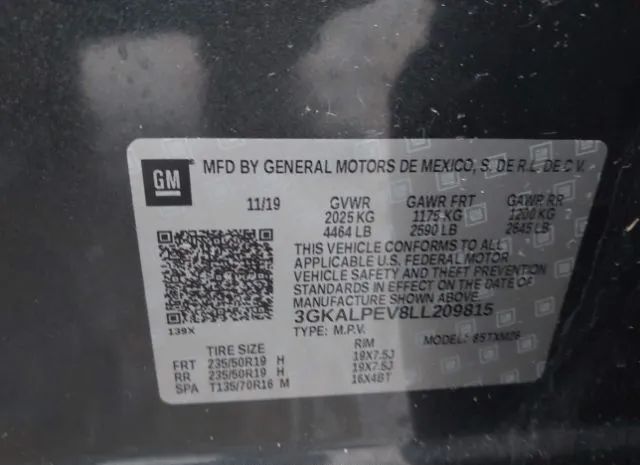 GM
MFD BY GENERAL MOTORS DE MEXICO, S. DE R.L. DE C.V.
11/19 GVWR GAWR FRT GAWR RR
2025 KG 1175 KG 1200 KG
4464 LB 2590 LB 2645 LB
THIS VEHICLE CONFORMS TO ALL
APPLICABLE U.S. FEDERAL MOTOR
VEHICLE SAFETY AND THEFT PREVENTION
STANDARDS IN EFFECT ON THE DATE OF
MANUFACTURE SHOWN ABOVE.
3GKALPEV8LL209815
139X
TYPE: M.P.V. MODEL: 85TXM26
TIRE SIZE RIM
FRT 235/50R19 H 19X7.5J
RR 235/50R19 H 19X7.5J
SPA T135/70R16 M 16X4BT